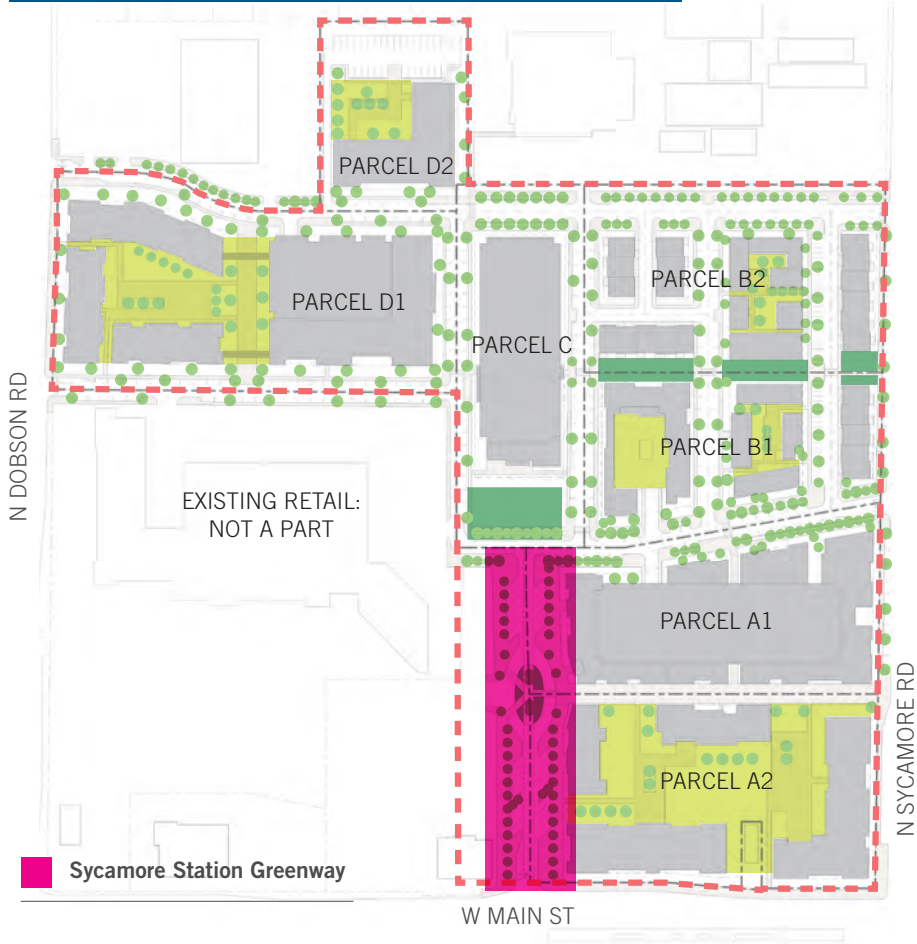 PARCEL D2
PARCEL D1
PARCEL C
PARCEL B2
PARCEL B1
N DOBSON RD
EXISTING RETAIL:
NOT A PART
PARCEL A1
PARCEL A2
N SYCAMORE RD
Sycamore Station Greenway
W MAIN ST